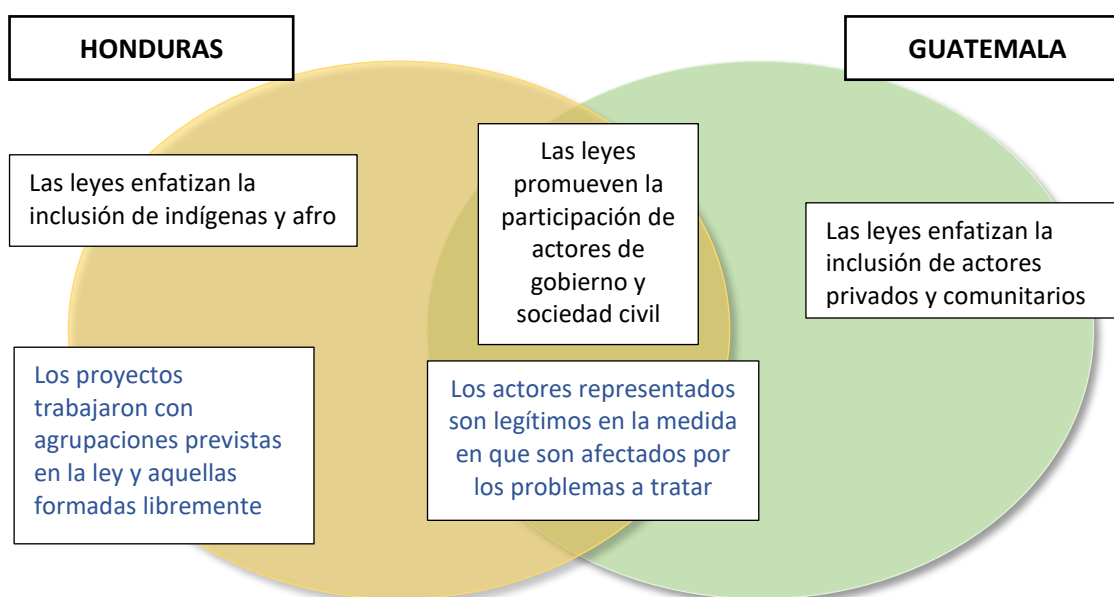 HONDURAS
GUATEMALA
Las leyes enfatizan la
inclusión de indígenas y afro
Las leyes
promueven la
participación de
actores de
gobierno y
sociedad civil
Las leyes enfatizan la
inclusión de actores
privados y comunitarios
Los proyectos
trabajaron con
agrupaciones previstas
en la ley y aquellas
formadas libremente
Los actores representados
son legítimos en la medida
en que son afectados por
los problemas a tratar